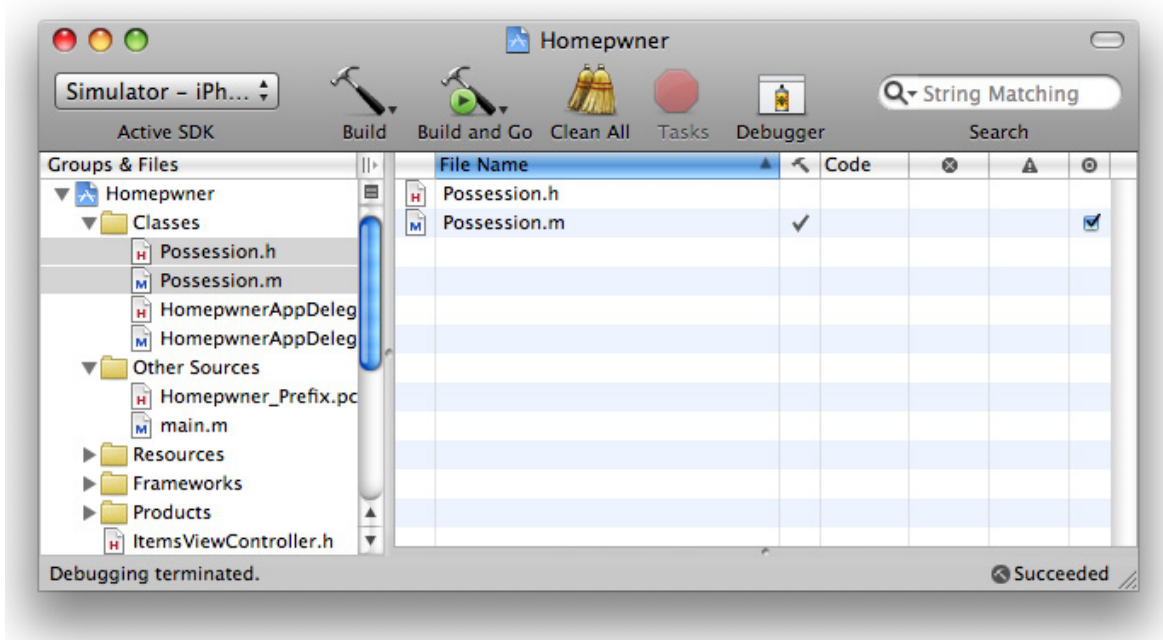 Homepwner
Simulator – iPh...
String Matching
Active SDK Build Build and Go Clean All Tasks Debugger Search
Groups & Files File Name Code
Homepwner
Classes
Possession.h
Possession.m
HomepwnerAppDeleg
HomepwnerAppDeleg
Other Sources
Homepwner_Prefix.pc
main.m
Resources
Frameworks
Products
ItemsViewController.h
H Possession.h
M Possession.m
Debugging terminated. Succeeded